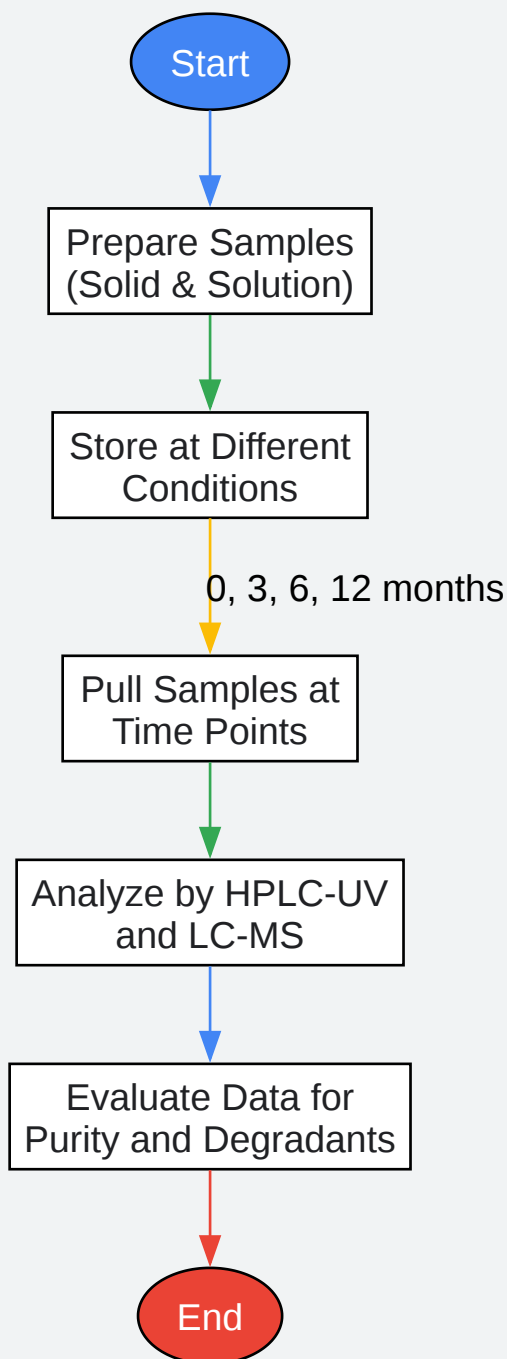 Start
Prepare Samples
(Solid & Solution)
Store at Different
Conditions
0, 3, 6, 12 months
Pull Samples at
Time Points
Analyze by HPLC-UV
and LC-MS
Evaluate Data for
Purity and Degradants
End